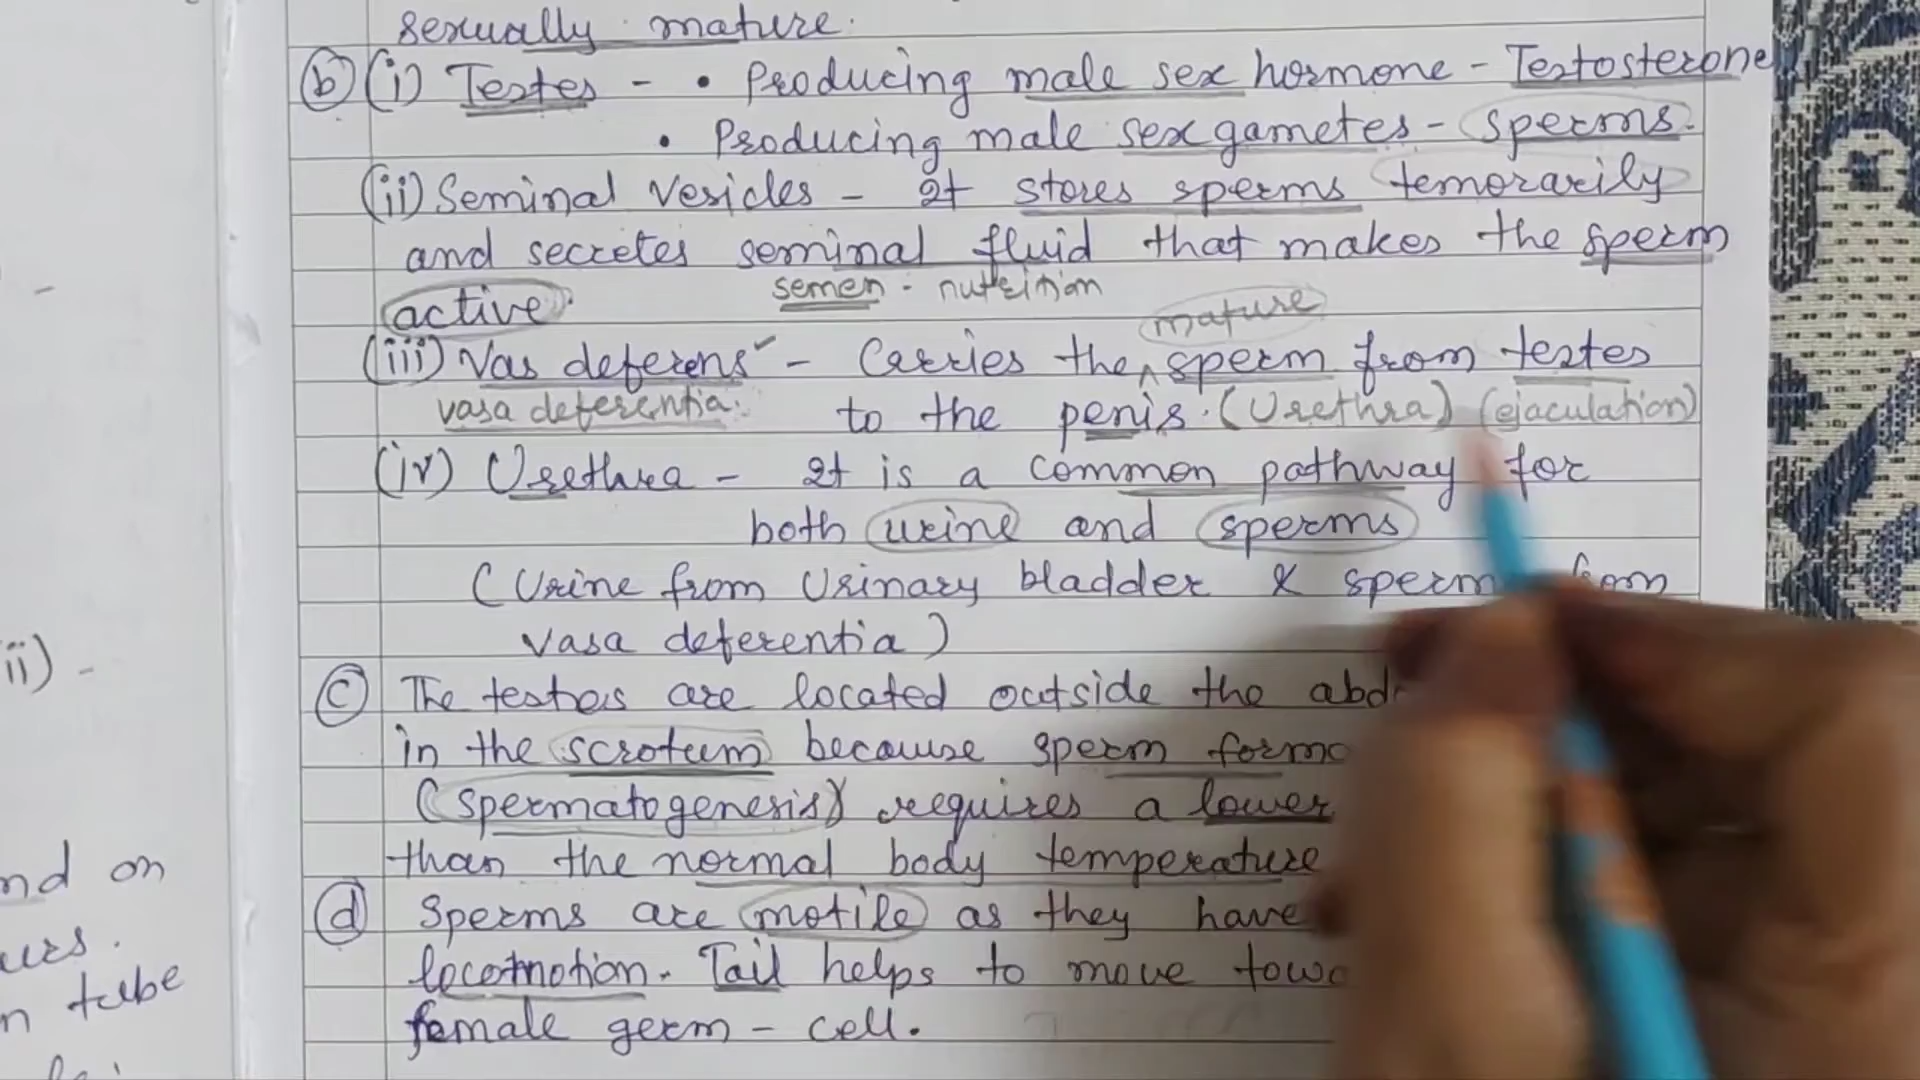 sexually mature.
(b) (i) Testes - • Producing male sex hormone - Testosterone
• Producing male sex gametes - sperms.
(ii) Seminal Vesicles - It stores sperms temorarily
and secretes seminal fluid that makes the sperm
semen - nutrition
active.
mature
(iii) Vas deferens - Carries the ^ sperm from testes
vasa deferentia. to the penis. (Urethra) (ejaculation)
(iv) Urethra - It is a common pathway for
both urine and sperms
(Urine from Urinary bladder & sperm from
vasa deferentia)
ii) -
(c) The testes are located outside the abd
in the scrotum because sperm forma
(spermatogenesis) requires a lower
than the normal body temperature
nd on
(d) Sperms are motile as they have
urs.
locomotion. Tail helps to move towa
n tube
female germ - cell.